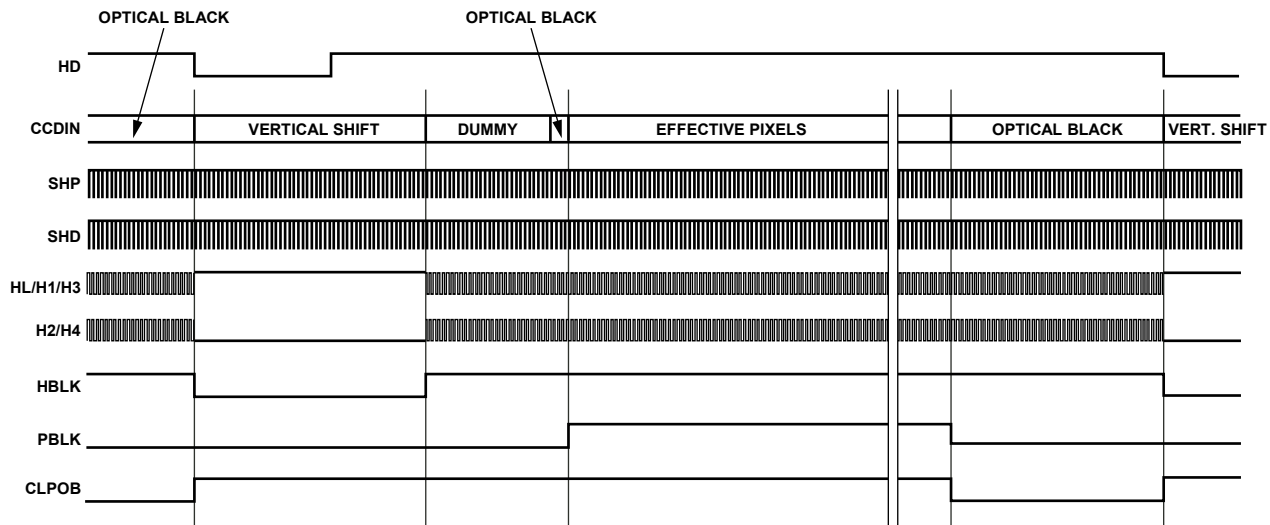 OPTICAL BLACK
OPTICAL BLACK
HD
CCDIN
VERTICAL SHIFT
DUMMY
EFFECTIVE PIXELS
OPTICAL BLACK
VERT. SHIFT
SHP
SHD
HL/H1/H3
H2/H4
HBLK
PBLK
CLPOB